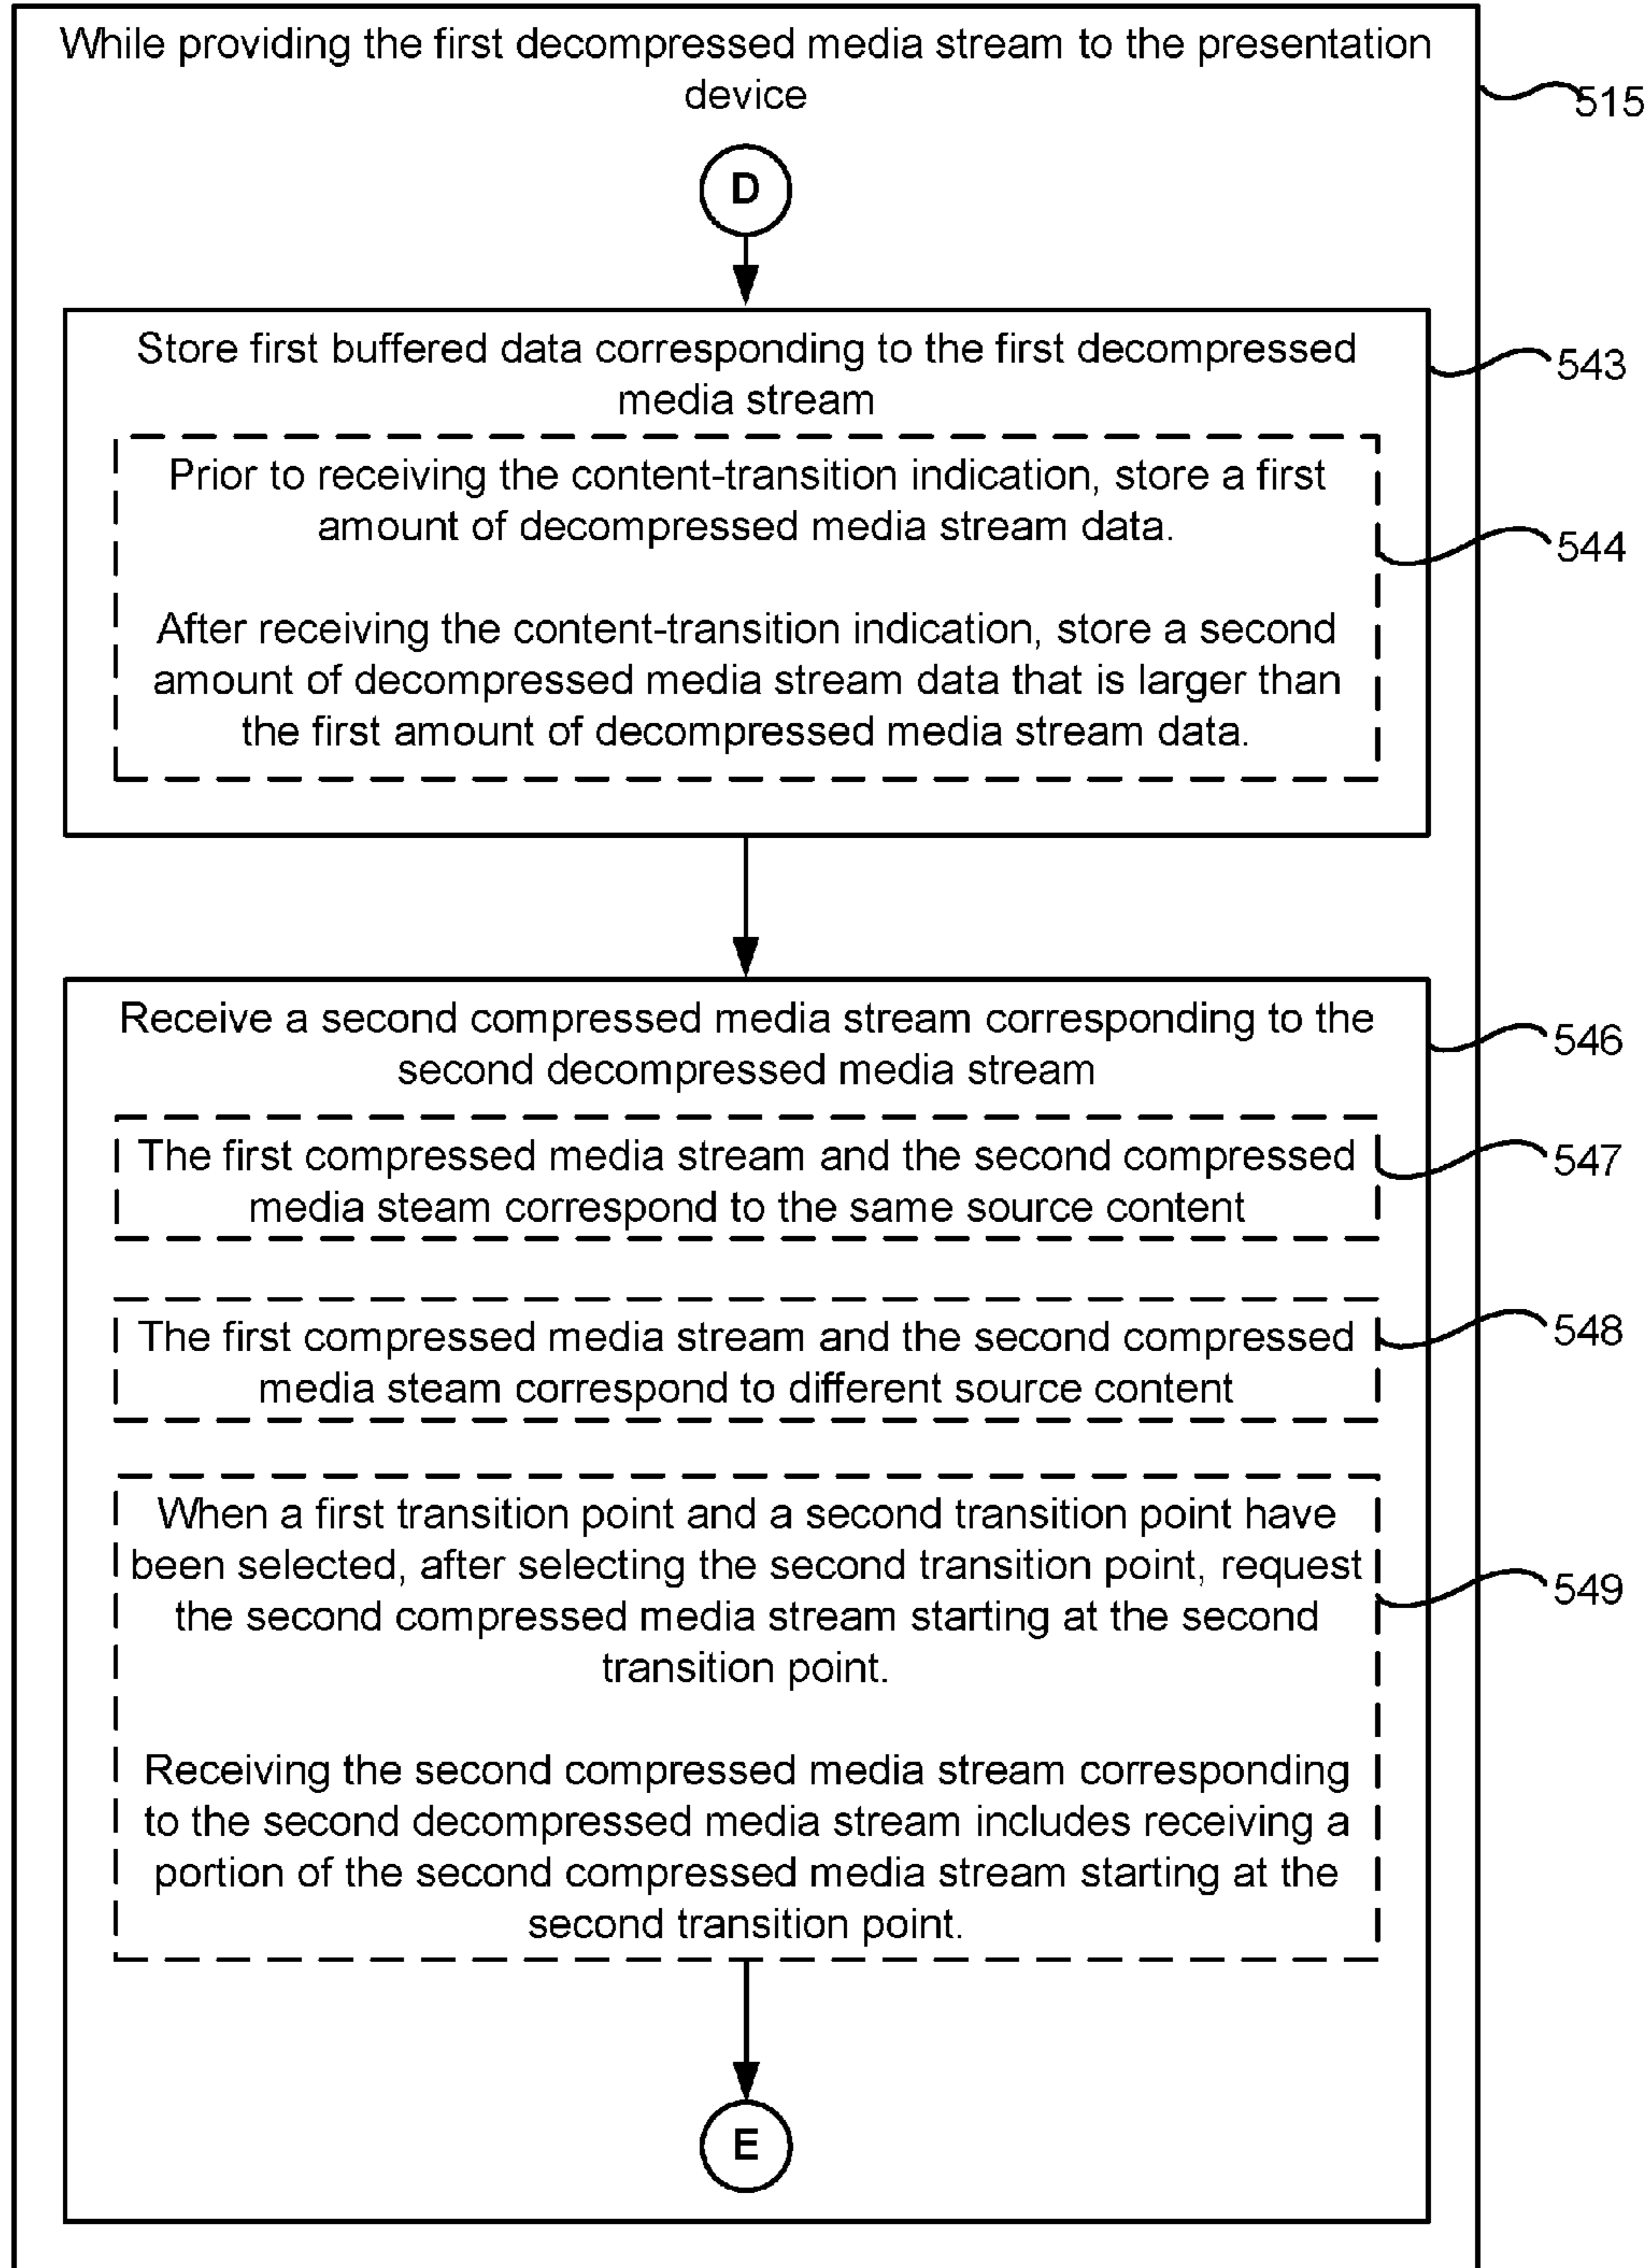 While providing the first decompressed media stream to the presentation
device
515
D
Store first buffered data corresponding to the first decompressed
media stream
543
Prior to receiving the content-transition indication, store a first
amount of decompressed media stream data.
544
After receiving the content-transition indication, store a second
amount of decompressed media stream data that is larger than
the first amount of decompressed media stream data.
Receive a second compressed media stream corresponding to the
second decompressed media stream
546
The first compressed media stream and the second compressed
media steam correspond to the same source content
547
The first compressed media stream and the second compressed
media steam correspond to different source content
548
When a first transition point and a second transition point have
been selected, after selecting the second transition point, request
the second compressed media stream starting at the second
transition point.
549
Receiving the second compressed media stream corresponding
to the second decompressed media stream includes receiving a
portion of the second compressed media stream starting at the
second transition point.
E